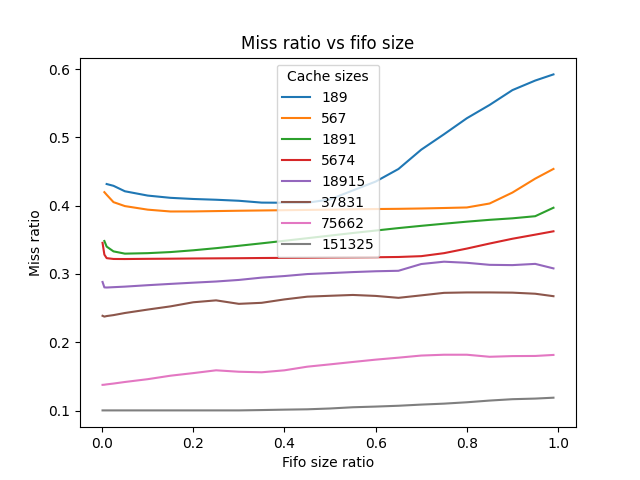 Miss ratio vs fifo size
Cache sizes
189
567
1891
5674
18915
37831
75662
151325
Miss ratio
0.6
0.5
0.4
0.3
0.2
0.1
0.0 0.2 0.4 0.6 0.8 1.0
Fifo size ratio